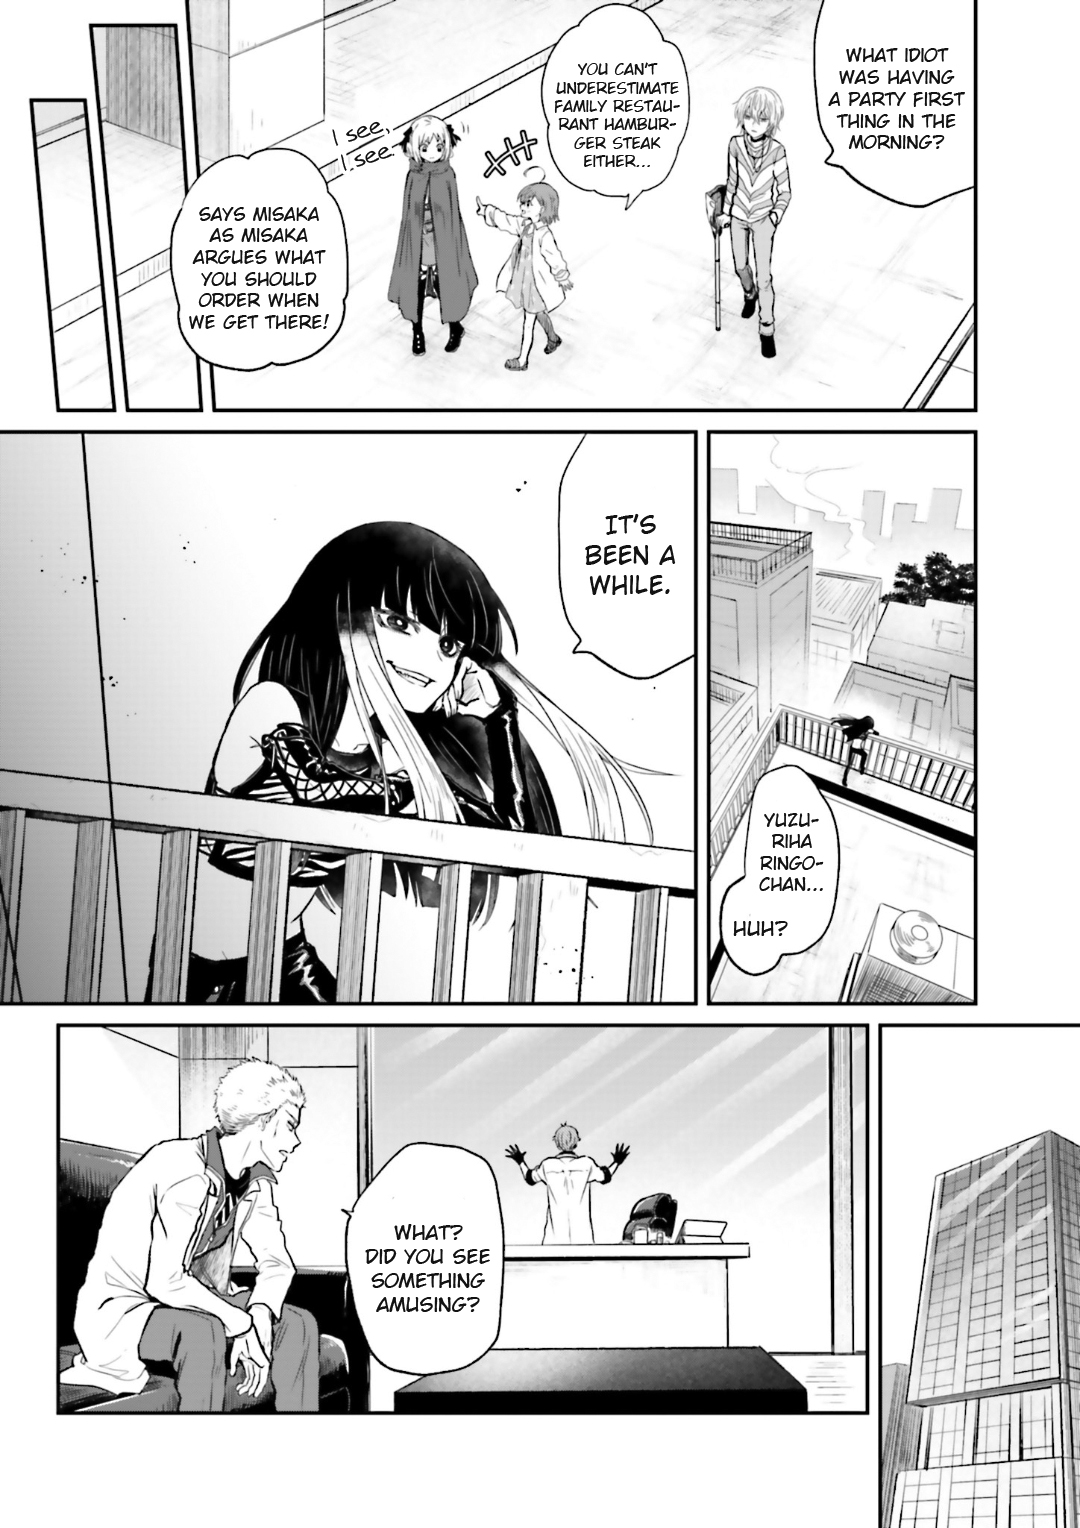 WHAT IDIOT
WAS HAVING
A PARTY FIRST
THING IN THE
MORNING?
YOU CAN'T
UNDERESTIMATE
FAMILY RESTAU-
RANT HAMBUR-
GER STEAK
EITHER...
I see,
I see.
SAYS MISAKA
AS MISAKA
ARGUES WHAT
YOU SHOULD
ORDER WHEN
WE GET THERE!
YUZU-
RIHA
RINGO-
CHAN...
HUH?
IT'S
BEEN A
WHILE.
WHAT?
DID YOU SEE
SOMETHING
AMUSING?